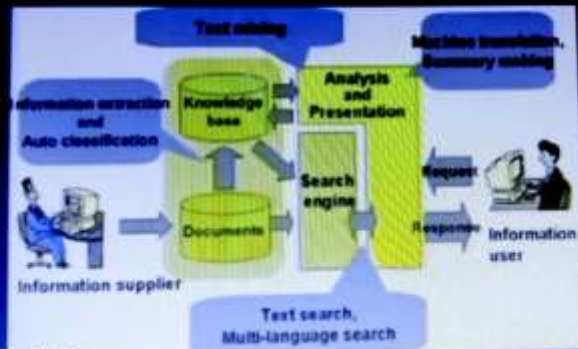 Text mining
Machine translation,
Summary making
Information extraction
and
Auto classification
Knowledge
base
Analysis
and
Presentation
Search
engine
Request
Documents
Response
Information supplier
Information
user
Text search,
Multi-language search